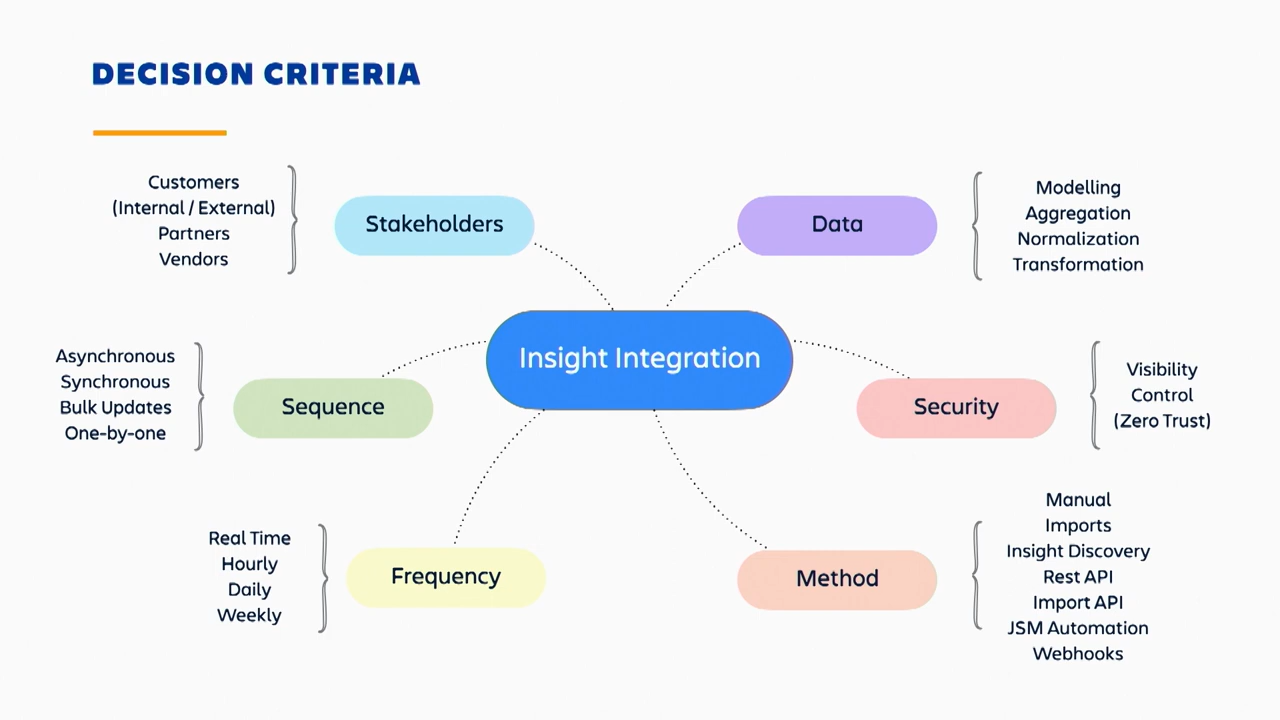 DECISION CRITERIA
Customers
(Internal / External)
Partners
Vendors
Stakeholders
Data
Modelling
Aggregation
Normalization
Transformation
Insight Integration
Asynchronous
Synchronous
Bulk Updates
One-by-one
Sequence
Security
Visibility
Control
(Zero Trust)
Real Time
Hourly
Daily
Weekly
Frequency
Method
Manual
Imports
Insight Discovery
Rest API
Import API
JSM Automation
Webhooks